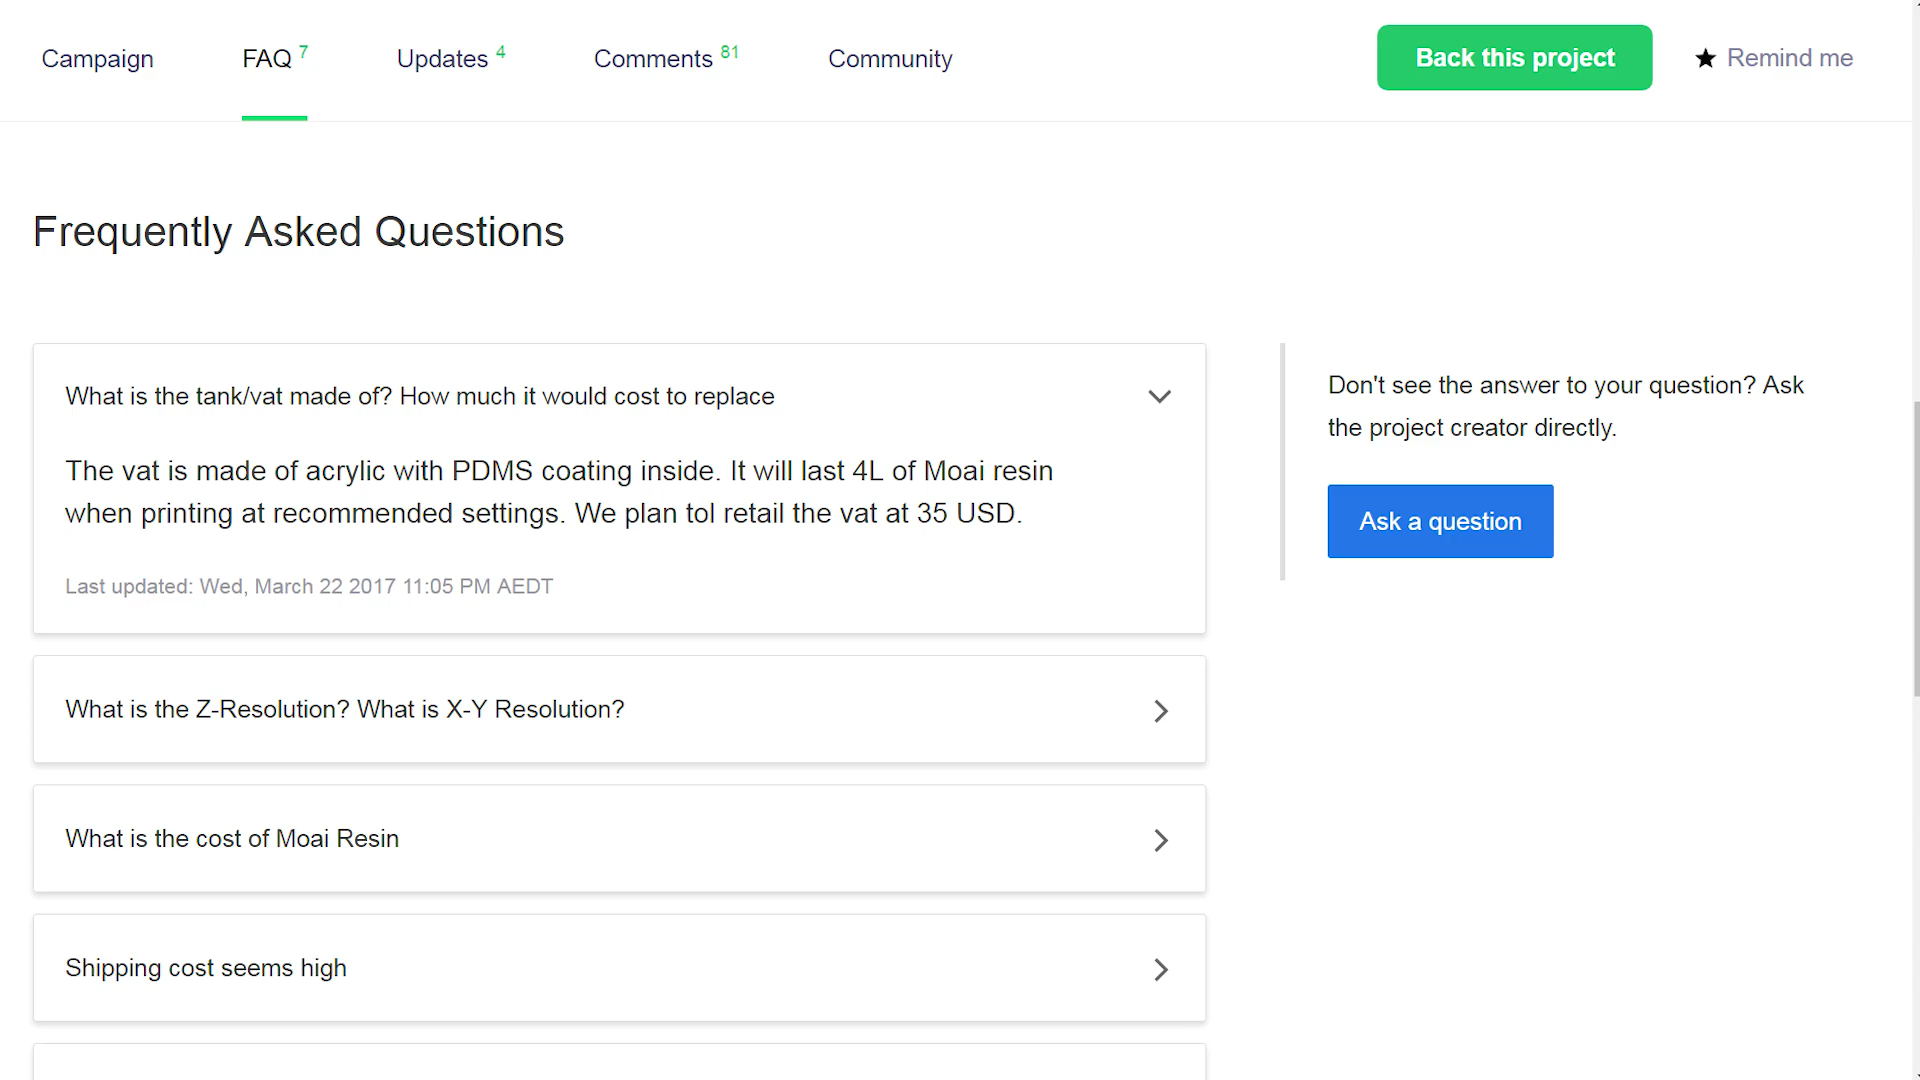 Campaign
FAQ 7
Updates 4
Comments 81
Community
Back this project
Remind me
Frequently Asked Questions
What is the tank/vat made of? How much it would cost to replace
The vat is made of acrylic with PDMS coating inside. It will last 4L of Moai resin
when printing at recommended settings. We plan tol retail the vat at 35 USD.
Last updated: Wed, March 22 2017 11:05 PM AEDT
What is the Z-Resolution? What is X-Y Resolution?
What is the cost of Moai Resin
Shipping cost seems high
Don't see the answer to your question? Ask
the project creator directly.
Ask a question